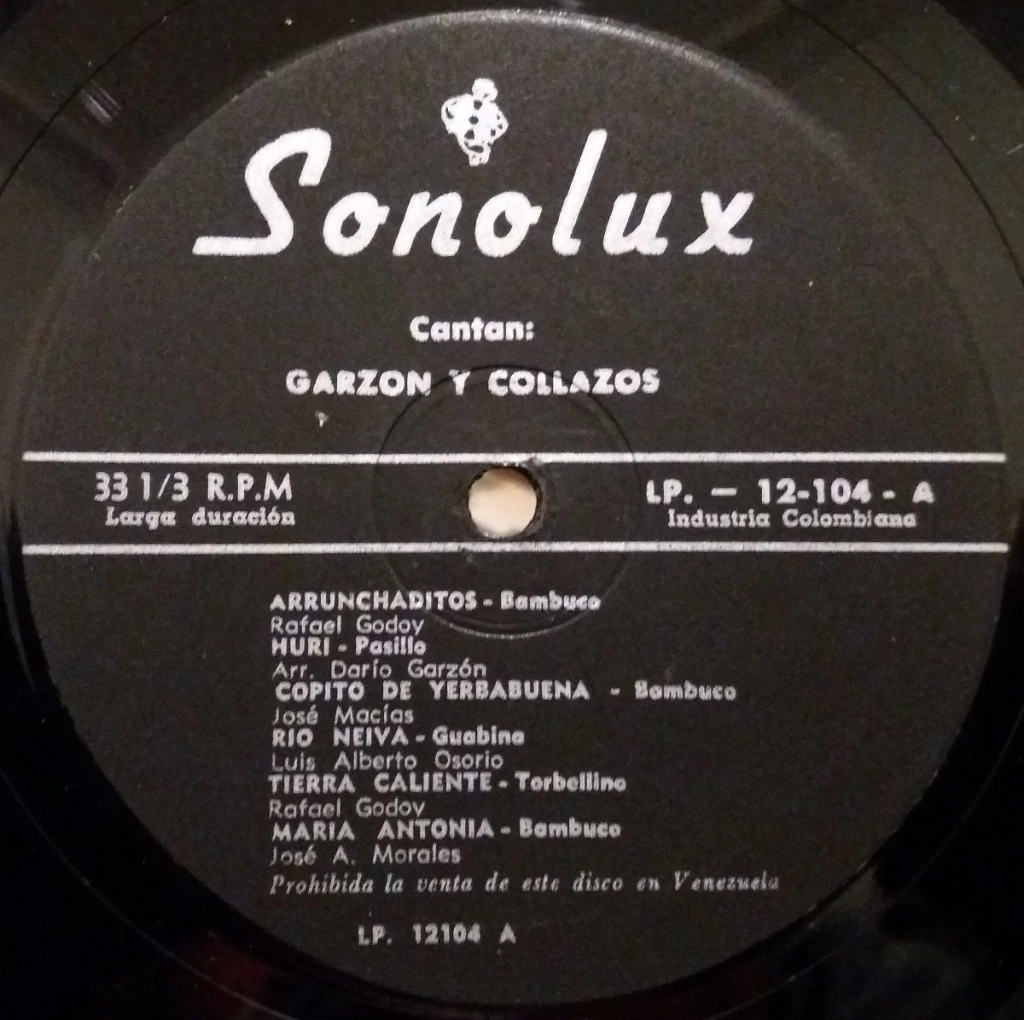 Sonolux
Cantan:
GARZON Y COLLAZOS
33 1/3 R.P.M
Larga duración
LP. — 12-104 - A
Industria Colombiana
ARRUNCHADITOS - Bambuco
Rafael Godoy
HURI - Pasillo
Arr. Darío Garzón
COPITO DE YERBABUENA - Bambuco
José Macías
RIO NEIVA - Guabina
Luis Alberto Osorio
TIERRA CALIENTE - Torbellino
Rafael Godoy
MARIA ANTONIA - Bambuco
José A. Morales
Prohibida la venta de este disco en Venezuela
LP. 12104 A